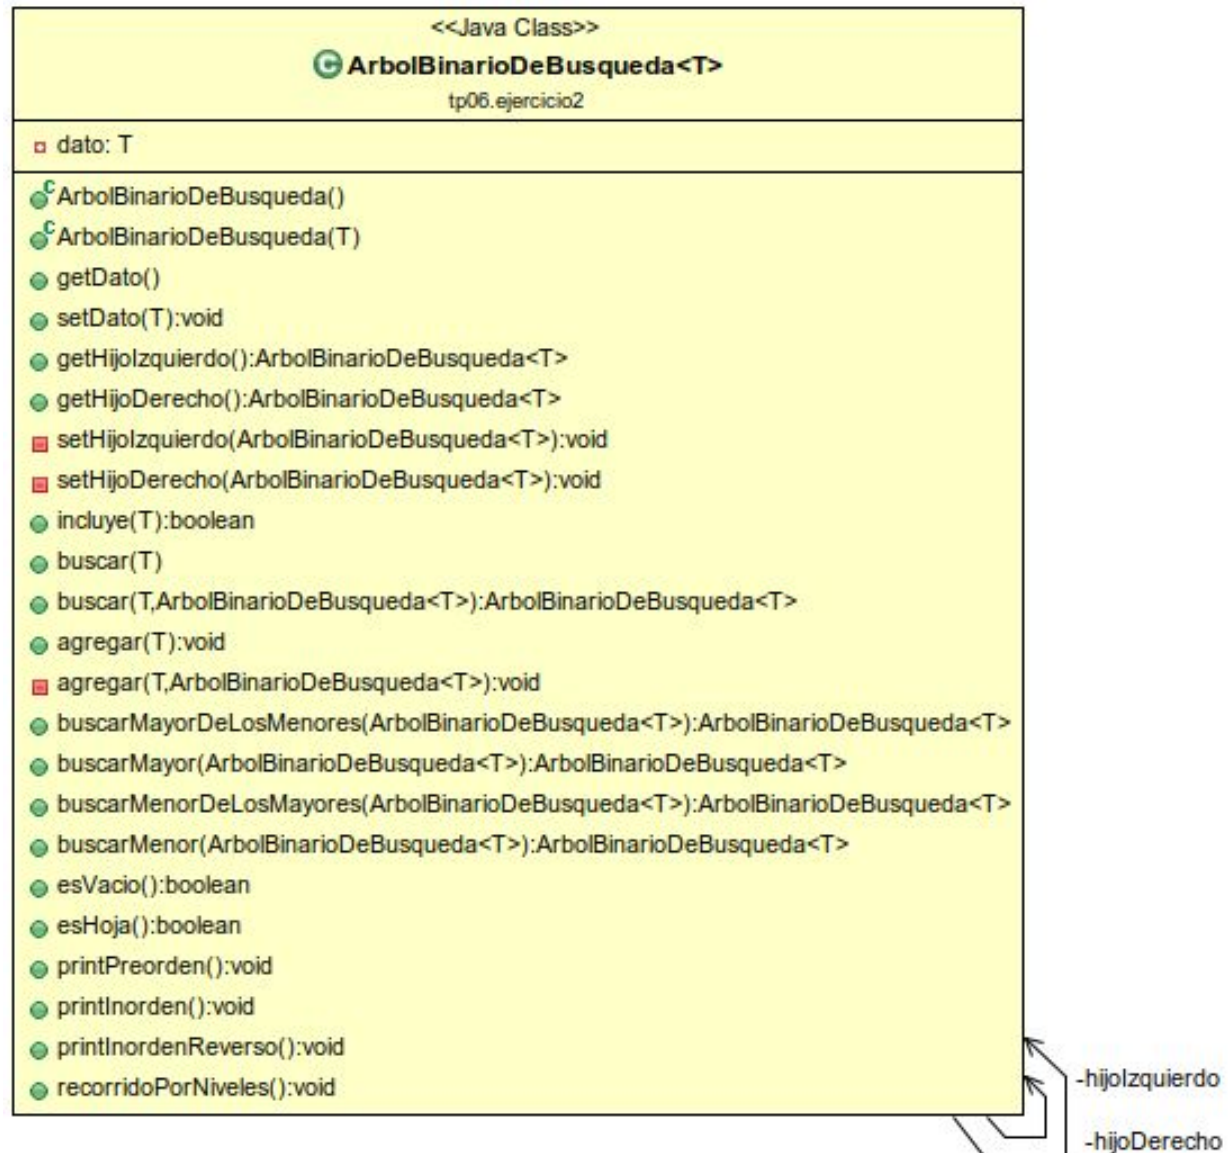 <<Java Class>>
C ArbolBinarioDeBusqueda<T>
tp06.ejercicio2
dato: T
C ArbolBinarioDeBusqueda()
C ArbolBinarioDeBusqueda(T)
getDato()
setDato(T):void
getHijoIzquierdo():ArbolBinarioDeBusqueda<T>
getHijoDerecho():ArbolBinarioDeBusqueda<T>
setHijoIzquierdo(ArbolBinarioDeBusqueda<T>):void
setHijoDerecho(ArbolBinarioDeBusqueda<T>):void
incluye(T):boolean
buscar(T)
buscar(T,ArbolBinarioDeBusqueda<T>):ArbolBinarioDeBusqueda<T>
agregar(T):void
agregar(T,ArbolBinarioDeBusqueda<T>):void
buscarMayorDeLosMenores(ArbolBinarioDeBusqueda<T>):ArbolBinarioDeBusqueda<T>
buscarMayor(ArbolBinarioDeBusqueda<T>):ArbolBinarioDeBusqueda<T>
buscarMenorDeLosMayores(ArbolBinarioDeBusqueda<T>):ArbolBinarioDeBusqueda<T>
buscarMenor(ArbolBinarioDeBusqueda<T>):ArbolBinarioDeBusqueda<T>
esVacio():boolean
esHoja():boolean
printPreorden():void
printInorden():void
printInordenReverso():void
recorridoPorNiveles():void
-hijoIzquierdo
-hijoDerecho